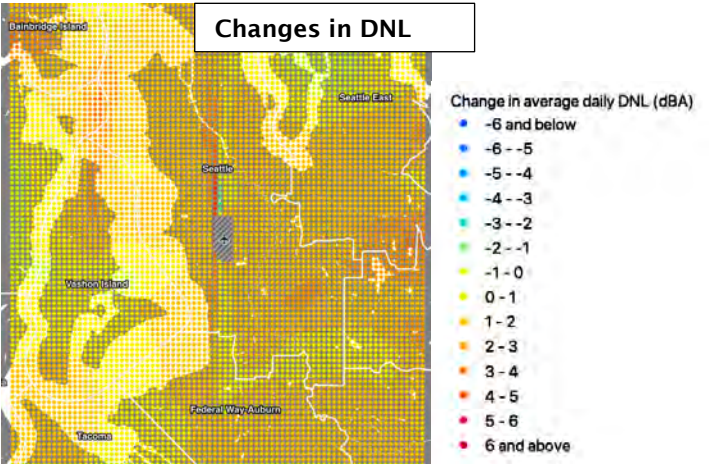 Changes in DNL
Bainbridge Island
Seattle East
Seattle
Vashon Island
Federal Way-Auburn
Tacoma
Change in average daily DNL (dBA)
-6 and below
-6 - -5
-5 - -4
-4 - -3
-3 - -2
-2 - -1
-1 - 0
0 - 1
1 - 2
2 - 3
3 - 4
4 - 5
5 - 6
6 and above